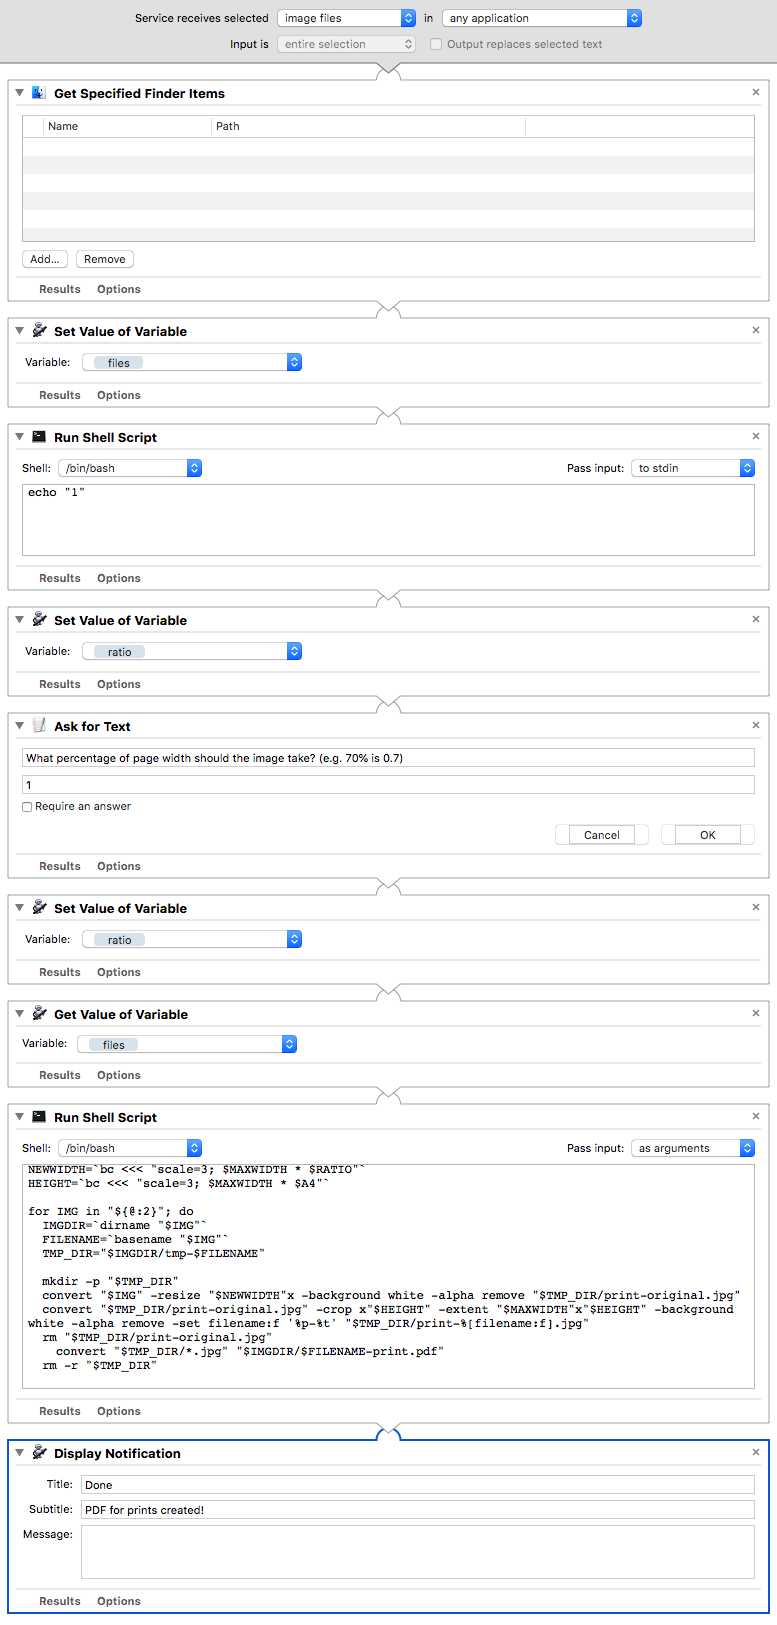 Service receives selected image files in any application
Input is entire selection Output replaces selected text
Get Specified Finder Items
Name Path
Add... Remove
Results Options
Set Value of Variable
Variable: files
Results Options
Run Shell Script
Shell: /bin/bash Pass input: to stdin
echo "1"
Results Options
Set Value of Variable
Variable: ratio
Results Options
Ask for Text
What percentage of page width should the image take? (e.g. 70% is 0.7)
1
Require an answer
Cancel OK
Results Options
Set Value of Variable
Variable: ratio
Results Options
Get Value of Variable
Variable: files
Results Options
Run Shell Script
Shell: /bin/bash Pass input: as arguments
NEWWIDTH=`bc <<< "scale=3; $MAXWIDTH * $RATIO"`
HEIGHT=`bc <<< "scale=3; $MAXWIDTH * $A4"`
for IMG in "${@:2}"; do
IMGDIR=`dirname "$IMG"`
FILENAME=`basename "$IMG"`
TMP_DIR="$IMGDIR/tmp-$FILENAME"
mkdir -p "$TMP_DIR"
convert "$IMG" -resize "$NEWWIDTH"x -background white -alpha remove "$TMP_DIR/print-original.jpg"
convert "$TMP_DIR/print-original.jpg" -crop x"$HEIGHT" -extent "$MAXWIDTH"x"$HEIGHT" -background
white -alpha remove -set filename:f '%p-%t' "$TMP_DIR/print-%[filename:f].jpg"
rm "$TMP_DIR/print-original.jpg"
convert "$TMP_DIR/*.jpg" "$IMGDIR/$FILENAME-print.pdf"
rm -r "$TMP_DIR"
Results Options
Display Notification
Title: Done
Subtitle: PDF for prints created!
Message:
Results Options